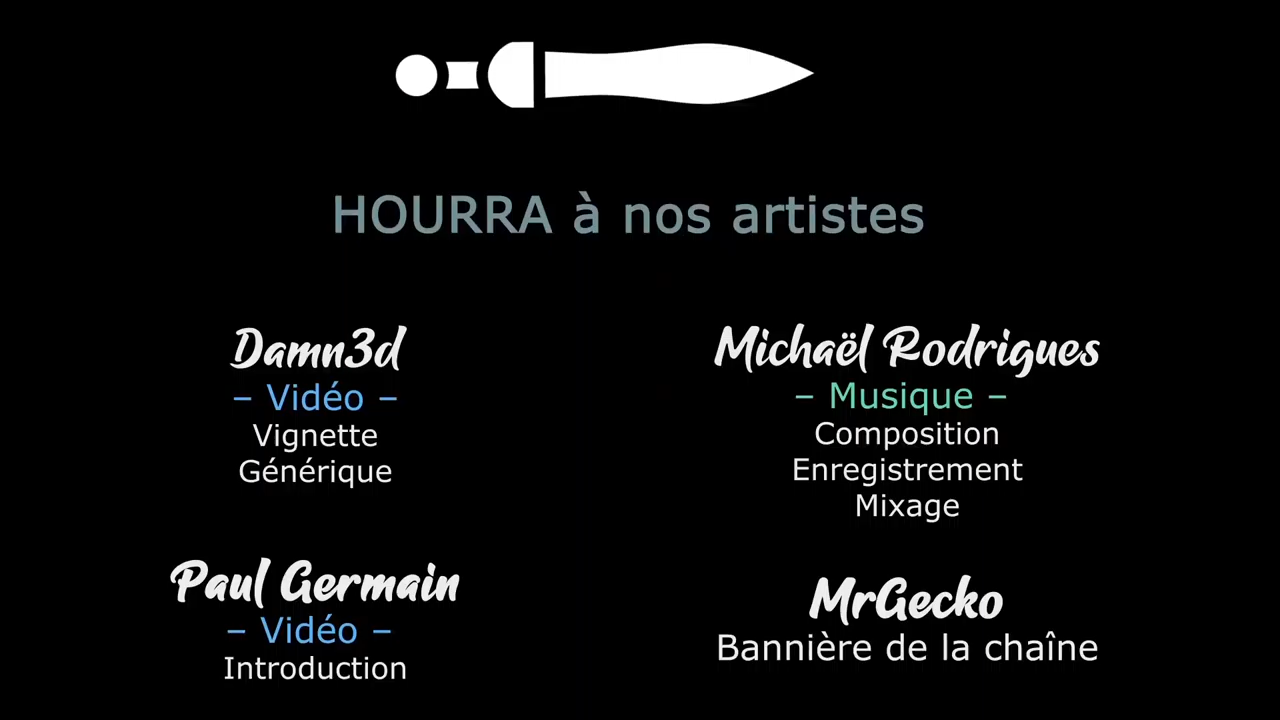 HOURRA à nos artistes
Damn3d
– Vidéo –
Vignette
Générique
Michaël Rodrigues
– Musique –
Composition
Enregistrement
Mixage
Paul Germain
– Vidéo –
Introduction
MrGecko
Bannière de la chaîne